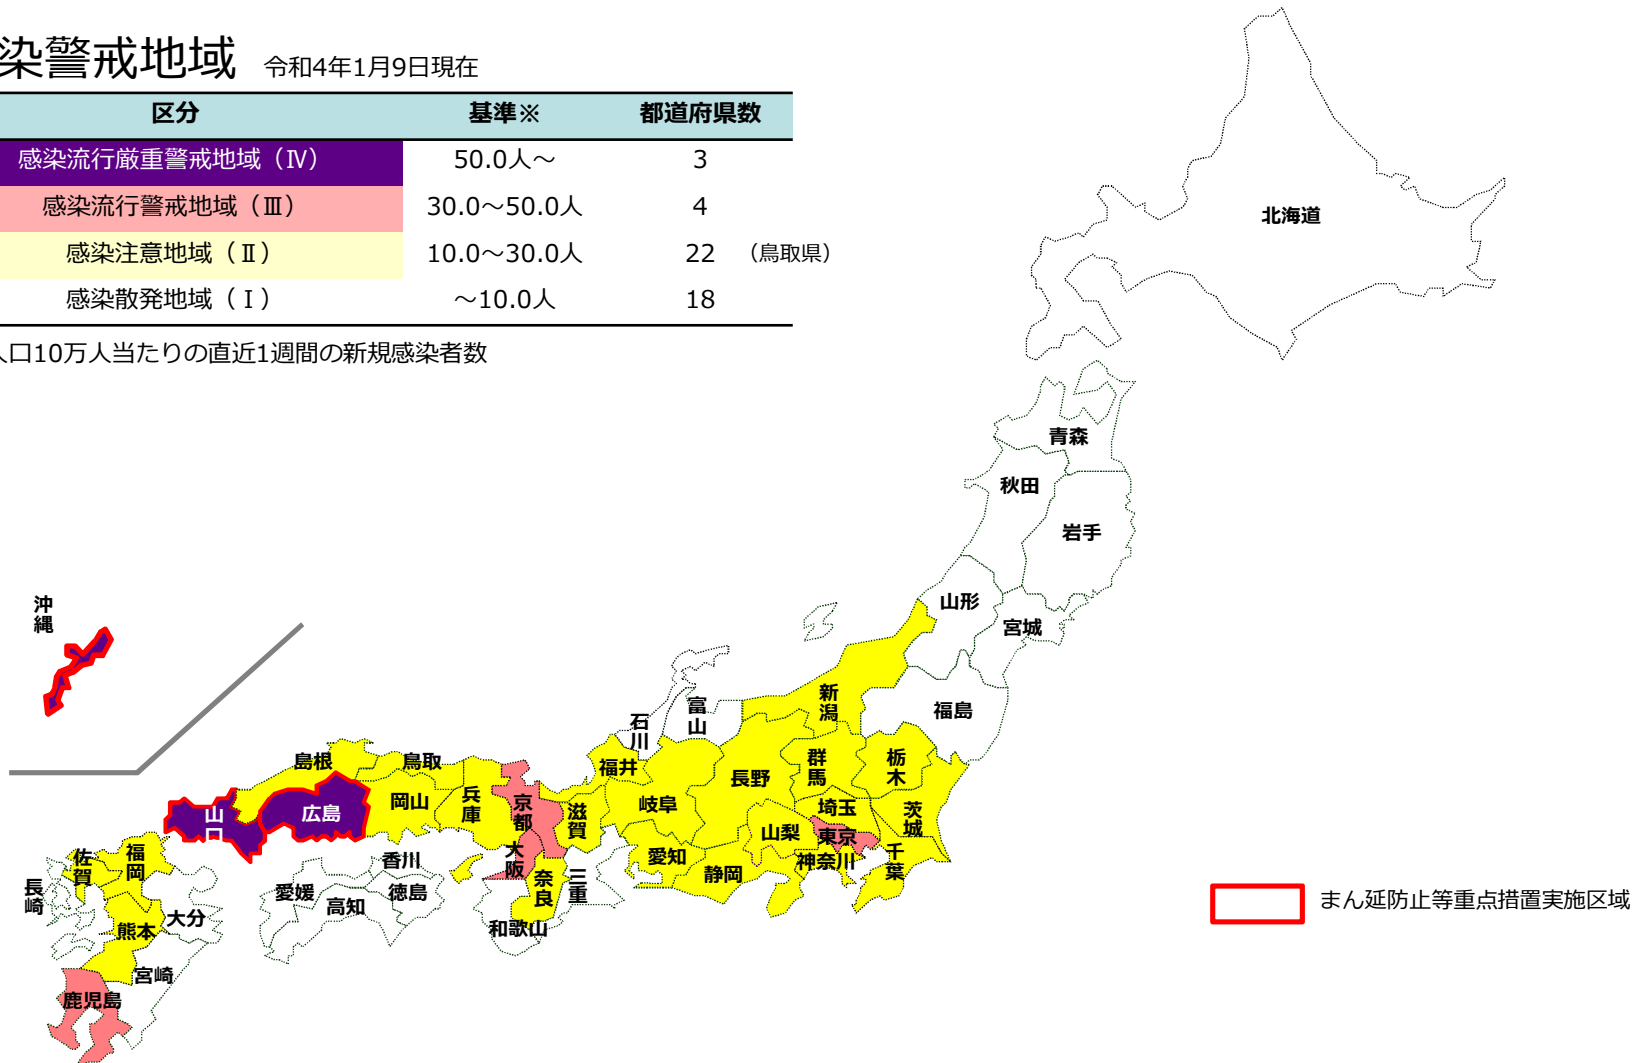 染警戒地域 令和4年1月9日現在
区分 基準※ 都道府県数
感染流行厳重警戒地域（Ⅳ） 50.0人～ 3
感染流行警戒地域（Ⅲ） 30.0～50.0人 4
感染注意地域（Ⅱ） 10.0～30.0人 22 （鳥取県）
感染散発地域（Ⅰ） ～10.0人 18
人口10万人当たりの直近1週間の新規感染者数
北海道
青森
秋田
岩手
山形
宮城
福島
沖縄
新潟
富山
石川
福井
長野
群馬
栃木
茨城
埼玉
東京
千葉
神奈川
山梨
静岡
愛知
岐阜
滋賀
三重
奈良
和歌山
京都
大阪
兵庫
鳥取
島根
岡山
広島
山口
香川
徳島
愛媛
高知
福岡
佐賀
長崎
大分
熊本
宮崎
鹿児島
まん延防止等重点措置実施区域